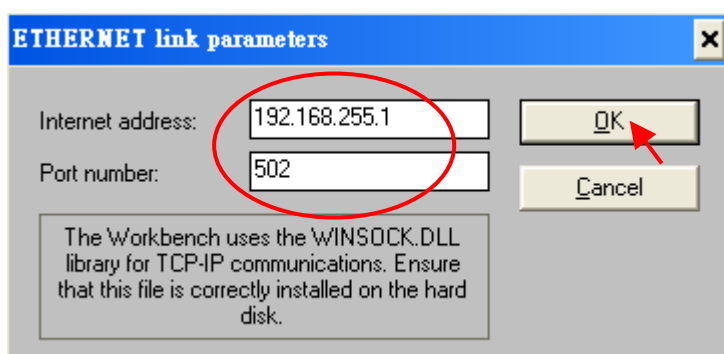 ETHERNET link parameters
Internet address: 192.168.255.1 OK
Port number: 502 Cancel
The Workbench uses the WINSOCK.DLL
library for TCP-IP communications. Ensure
that this file is correctly installed on the hard
disk.